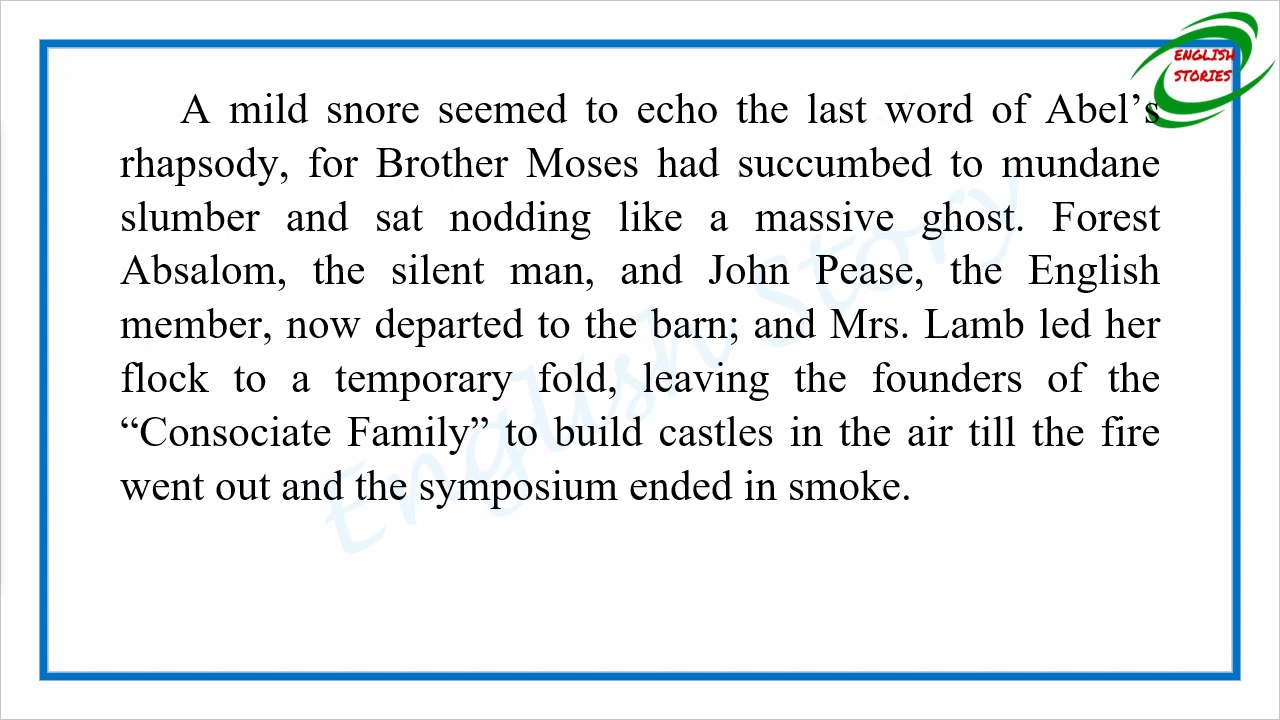 ENGLISH
STORIES
A mild snore seemed to echo the last word of Abel’s
rhapsody, for Brother Moses had succumbed to mundane
slumber and sat nodding like a massive ghost. Forest
Absalom, the silent man, and John Pease, the English
member, now departed to the barn; and Mrs. Lamb led her
flock to a temporary fold, leaving the founders of the
“Consociate Family” to build castles in the air till the fire
went out and the symposium ended in smoke.
English Story